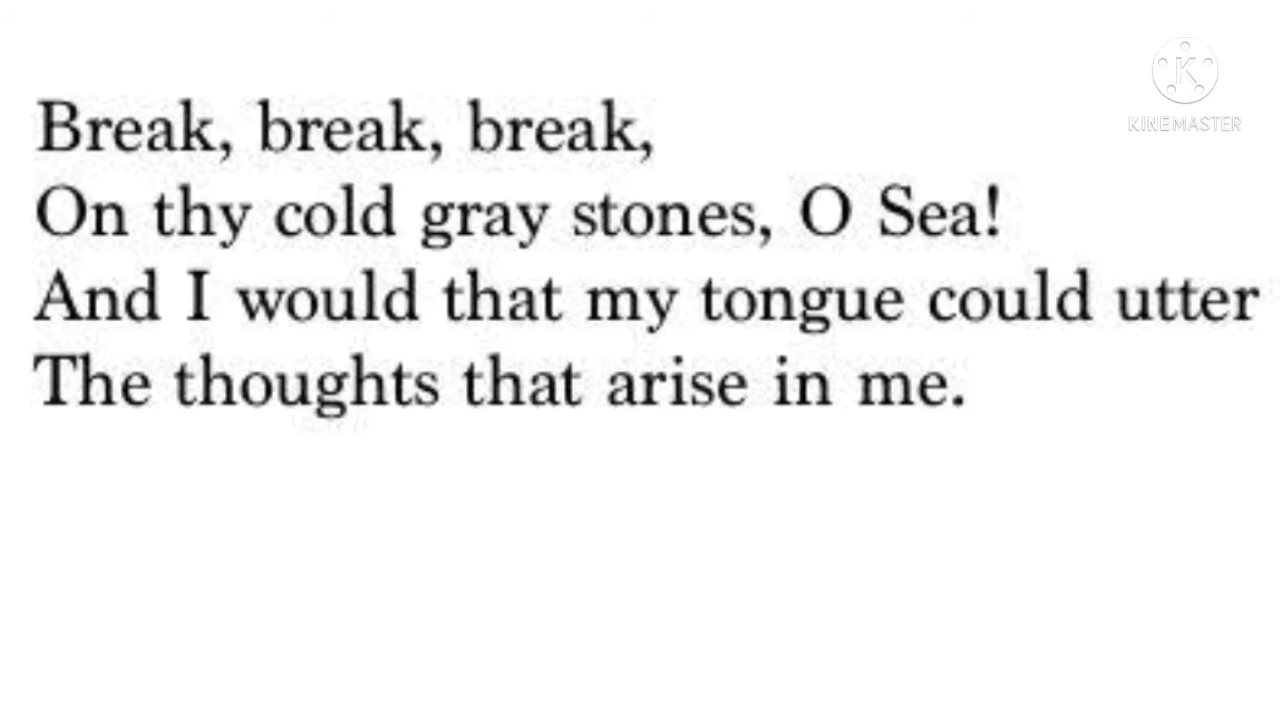 Break, break, break,
On thy cold gray stones, O Sea!
And I would that my tongue could utter
The thoughts that arise in me.
K
KINEMASTER